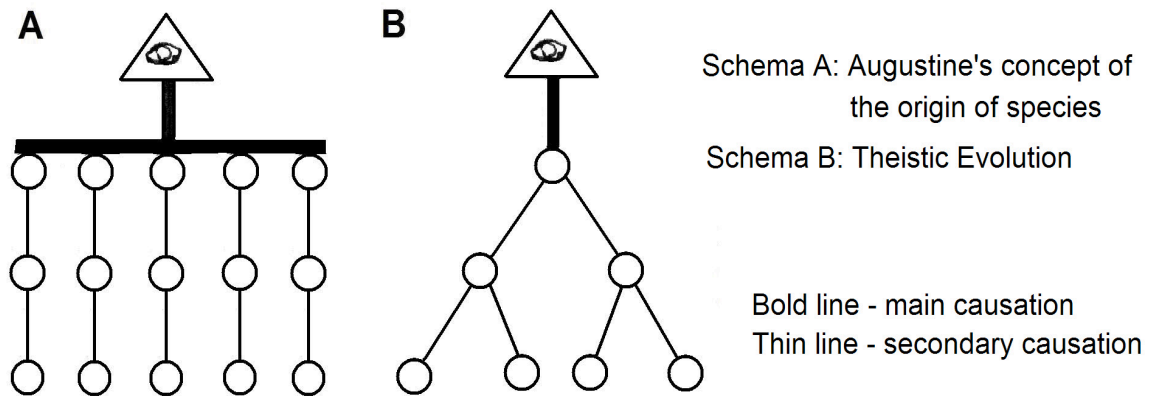 A
B
Schema A: Augustine's concept of
the origin of species
Schema B: Theistic Evolution
Bold line - main causation
Thin line - secondary causation